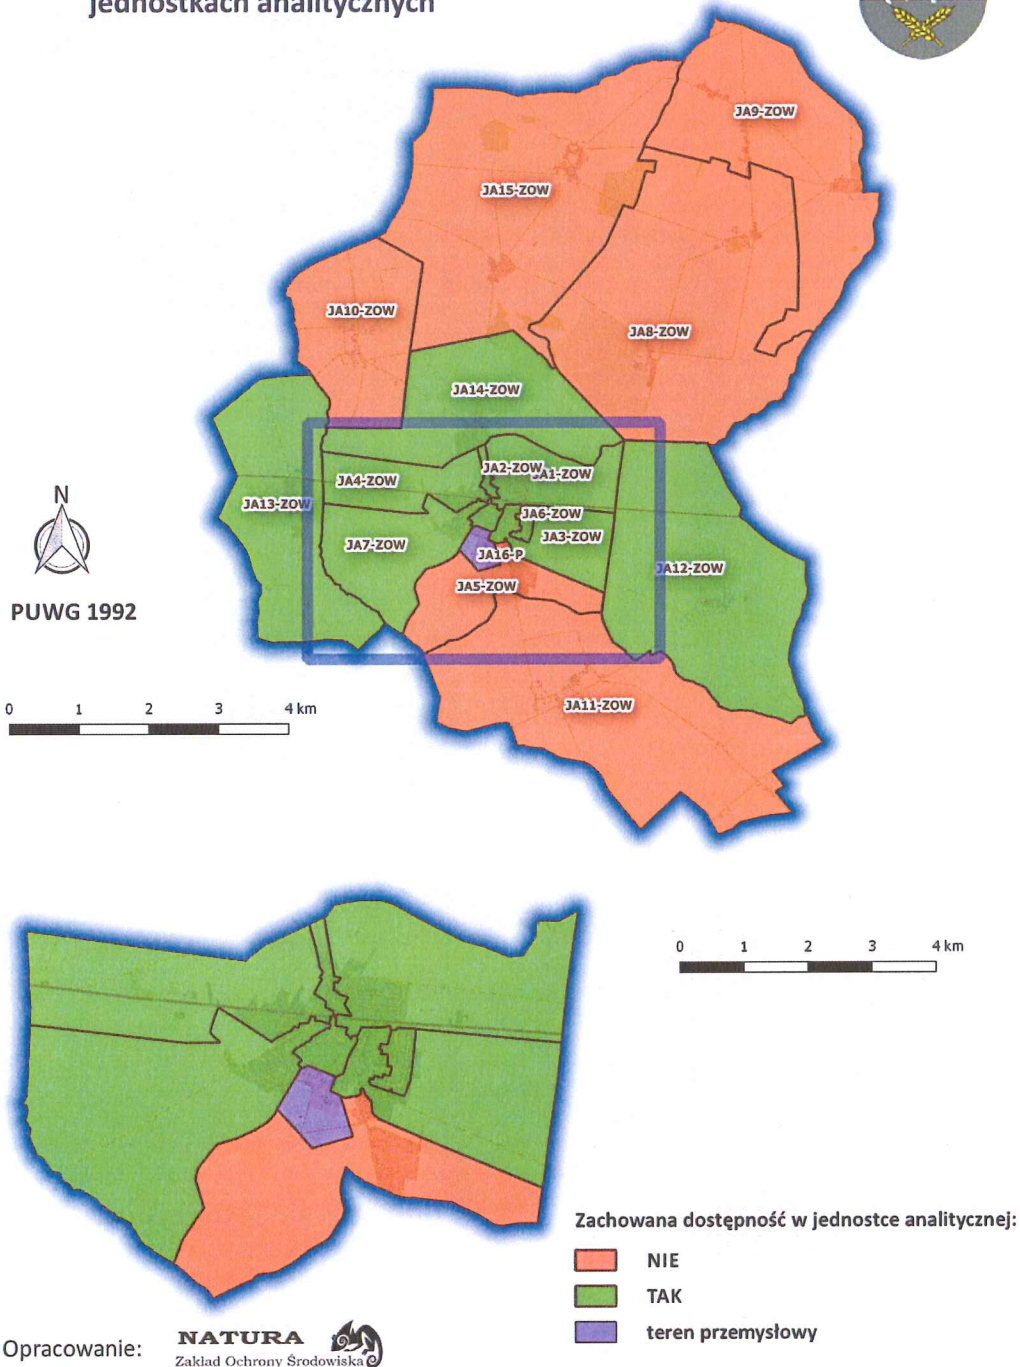 jednostkach analitycznych
JA9-ZOW
JA15-ZOW
JA10-ZOW
JA8-ZOW
JA14-ZOW
JA2-ZOW
JA1-ZOW
JA4-ZOW
JA13-ZOW
JA6-ZOW
JA3-ZOW
JA7-ZOW
JA16-P
JA12-ZOW
JA5-ZOW
JA11-ZOW
N
PUWG 1992
0 1 2 3 4 km
0 1 2 3 4 km
Zachowana dostępność w jednostce analitycznej:
NIE
TAK
teren przemysłowy
Opracowanie:
NATURA
Zakład Ochrony Środowiska